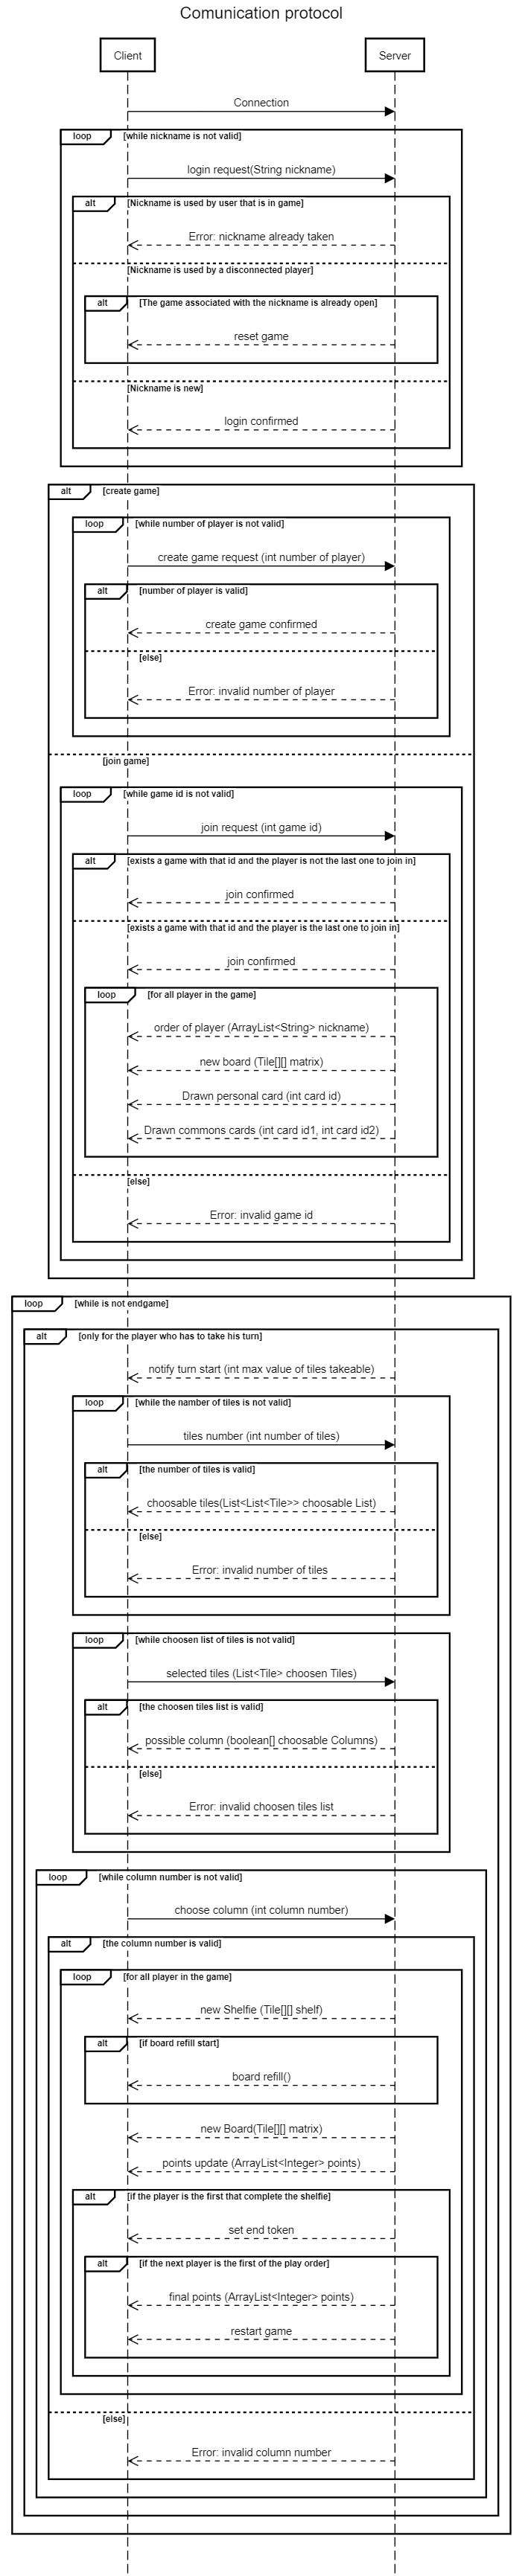 Comunication protocol
Client
Server
Connection
loop
[while nickname is not valid]
login request(String nickname)
alt
[Nickname is used by user that is in game]
Error: nickname already taken
[Nickname is used by a disconnected player]
alt
[The game associated with the nickname is already open]
reset game
[Nickname is new]
login confirmed
alt
[create game]
loop
[while number of player is not valid]
create game request (int number of player)
alt
[number of player is valid]
create game confirmed
[else]
Error: invalid number of player
[join game]
loop
[while game id is not valid]
join request (int game id)
alt
[exists a game with that id and the player is not the last one to join in]
join confirmed
[exists a game with that id and the player is the last one to join in]
join confirmed
loop
[for all player in the game]
order of player (ArrayList<String> nickname)
new board (Tile[][] matrix)
Drawn personal card (int card id)
Drawn commons cards (int card id1, int card id2)
[else]
Error: invalid game id
loop
[while is not endgame]
alt
[only for the player who has to take his turn]
notify turn start (int max value of tiles takeable)
loop
[while the namber of tiles is not valid]
tiles number (int number of tiles)
alt
[the number of tiles is valid]
choosable tiles(List<List<Tile>> choosable List)
[else]
Error: invalid number of tiles
loop
[while choosen list of tiles is not valid]
selected tiles (List<Tile> choosen Tiles)
alt
[the choosen tiles list is valid]
possible column (boolean[] choosable Columns)
[else]
Error: invalid choosen tiles list
loop
[while column number is not valid]
choose column (int column number)
alt
[the column number is valid]
loop
[for all player in the game]
new Shelfie (Tile[][] shelf)
alt
[if board refill start]
board refill()
new Board(Tile[][] matrix)
points update (ArrayList<Integer> points)
alt
[if the player is the first that complete the shelfie]
set end token
alt
[if the next player is the first of the play order]
final points (ArrayList<Integer> points)
restart game
[else]
Error: invalid column number